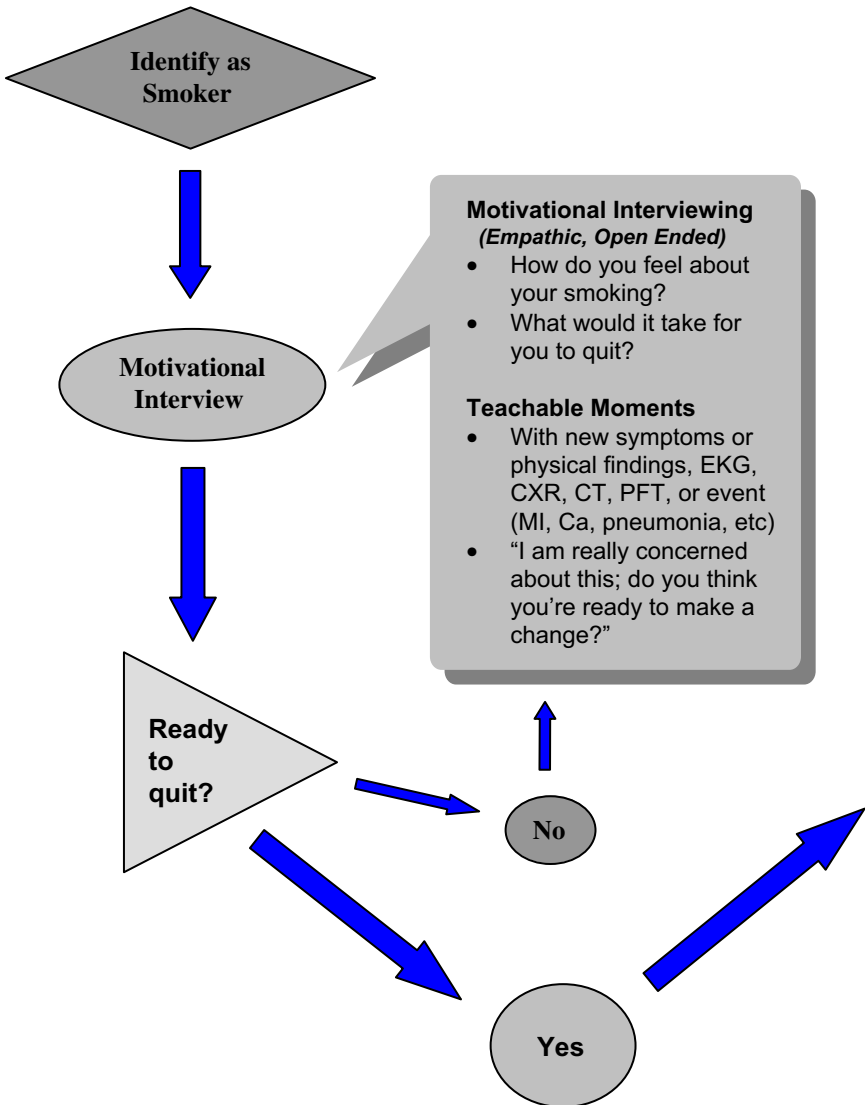 Identify as
Smoker
Motivational Interviewing
(Empathic, Open Ended)
• How do you feel about
your smoking?
• What would it take for
you to quit?
Teachable Moments
• With new symptoms or
physical findings, EKG,
CXR, CT, PFT, or event
(MI, Ca, pneumonia, etc)
• “I am really concerned
about this; do you think
you’re ready to make a
change?”
Motivational
Interview
Ready
to
quit?
No
Yes